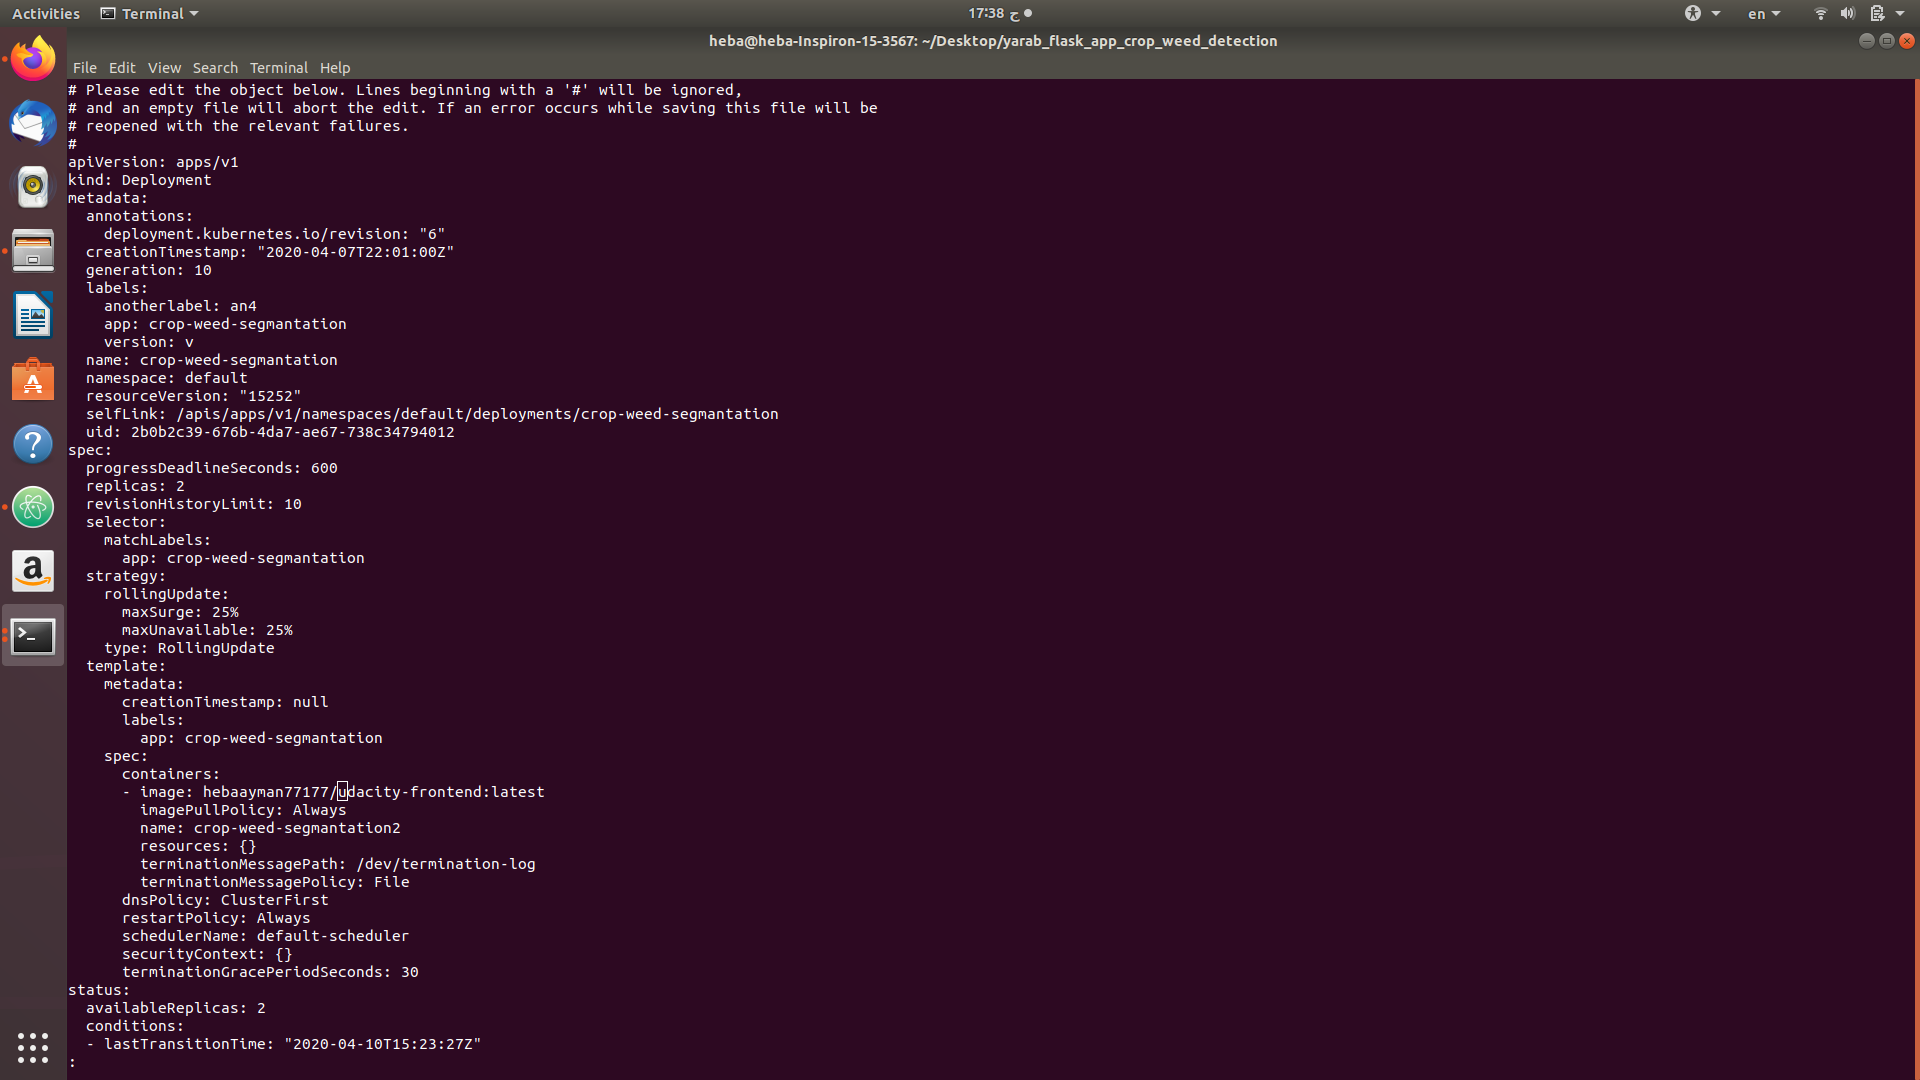 Activities
Terminal
17:38 ج
en
heba@heba-Inspiron-15-3567: ~/Desktop/yarab_flask_app_crop_weed_detection
File Edit View Search Terminal Help
# Please edit the object below. Lines beginning with a '#' will be ignored,
# and an empty file will abort the edit. If an error occurs while saving this file will be
# reopened with the relevant failures.
#
apiVersion: apps/v1
kind: Deployment
metadata:
  annotations:
    deployment.kubernetes.io/revision: "6"
  creationTimestamp: "2020-04-07T22:01:00Z"
  generation: 10
  labels:
    anotherlabel: an4
    app: crop-weed-segmantation
    version: v
  name: crop-weed-segmantation
  namespace: default
  resourceVersion: "15252"
  selfLink: /apis/apps/v1/namespaces/default/deployments/crop-weed-segmantation
  uid: 2b0b2c39-676b-4da7-ae67-738c34794012
spec:
  progressDeadlineSeconds: 600
  replicas: 2
  revisionHistoryLimit: 10
  selector:
    matchLabels:
      app: crop-weed-segmantation
  strategy:
    rollingUpdate:
      maxSurge: 25%
      maxUnavailable: 25%
    type: RollingUpdate
  template:
    metadata:
      creationTimestamp: null
      labels:
        app: crop-weed-segmantation
    spec:
      containers:
      - image: hebaayman77177/udacity-frontend:latest
        imagePullPolicy: Always
        name: crop-weed-segmantation2
        resources: {}
        terminationMessagePath: /dev/termination-log
        terminationMessagePolicy: File
      dnsPolicy: ClusterFirst
      restartPolicy: Always
      schedulerName: default-scheduler
      securityContext: {}
      terminationGracePeriodSeconds: 30
status:
  availableReplicas: 2
  conditions:
  - lastTransitionTime: "2020-04-10T15:23:27Z"
: